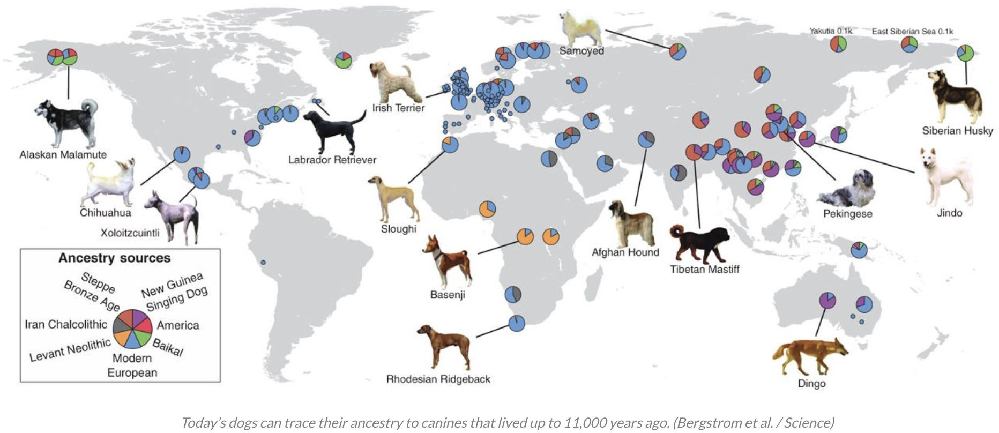 Samoyed
Yakutia 0.1k
East Siberian Sea 0.1k
Irish Terrier
Siberian Husky
Alaskan Malamute
Labrador Retriever
Chihuahua
Xoloitzcuintli
Sloughi
Pekingese
Jindo
Afghan Hound
Tibetan Mastiff
Basenji
Rhodesian Ridgeback
Dingo
Ancestry sources
Steppe
Bronze Age
New Guinea
Singing Dog
Iran Chalcolithic
America
Levant Neolithic
Baikal
Modern
European
Today's dogs can trace their ancestry to canines that lived up to 11,000 years ago. (Bergstrom et al. / Science)